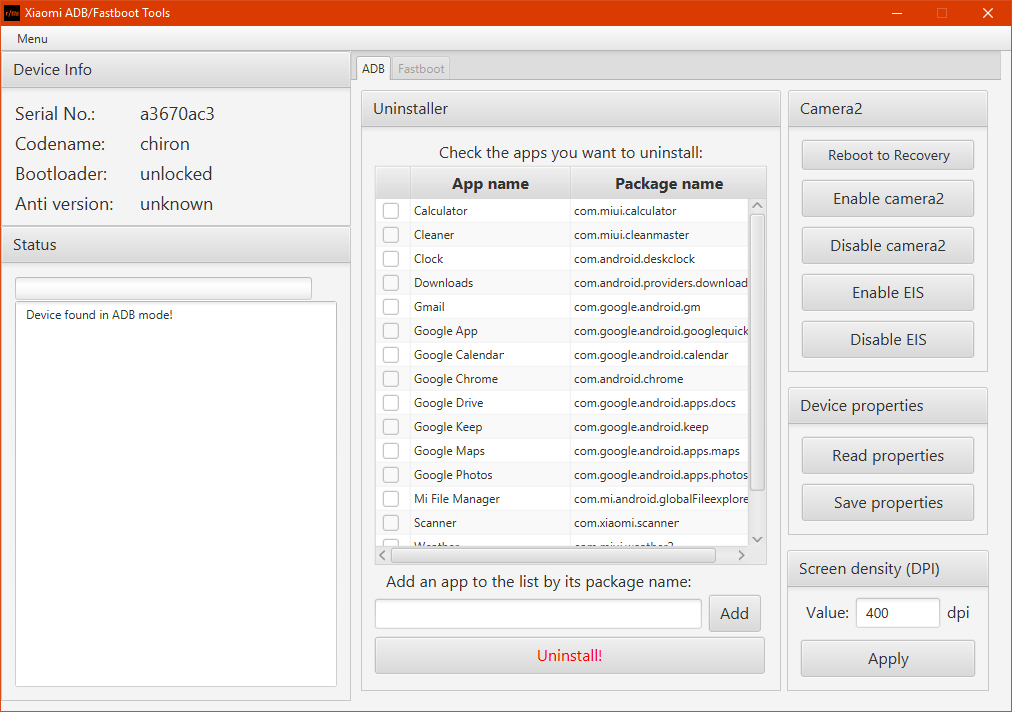 Xiaomi ADB/Fastboot Tools
Menu
Device Info
Serial No.: a3670ac3
Codename: chiron
Bootloader: unlocked
Anti version: unknown
Status
Device found in ADB mode!
ADB Fastboot
Uninstaller
Check the apps you want to uninstall:
App name Package name
Calculator com.miui.calculator
Cleaner com.miui.cleanmaster
Clock com.android.deskclock
Downloads com.android.providers.download
Gmail com.google.android.gm
Google App com.google.android.googlequick
Google Calendar com.google.android.calendar
Google Chrome com.android.chrome
Google Drive com.google.android.apps.docs
Google Keep com.google.android.keep
Google Maps com.google.android.apps.maps
Google Photos com.google.android.apps.photos
Mi File Manager com.mi.android.globalFileexplore
Scanner com.xiaomi.scanner
Weather com.miui.weather2
Add an app to the list by its package name:
Add
Uninstall!
Camera2
Reboot to Recovery
Enable camera2
Disable camera2
Enable EIS
Disable EIS
Device properties
Read properties
Save properties
Screen density (DPI)
Value: 400 dpi
Apply